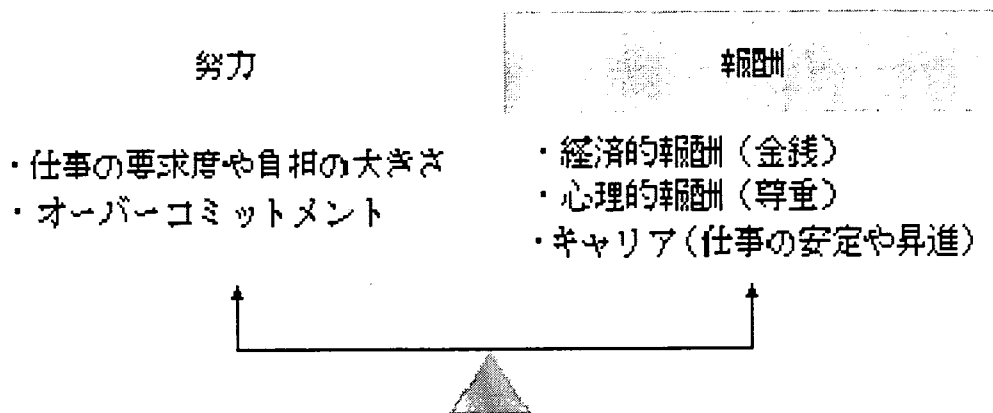 努力
報酬
・仕事の要求度や自相の大きさ
・オーバーコミットメント
・経済的報酬(金銭)
・心理的報酬(尊重)
・キャリア(仕事の安定や昇進)